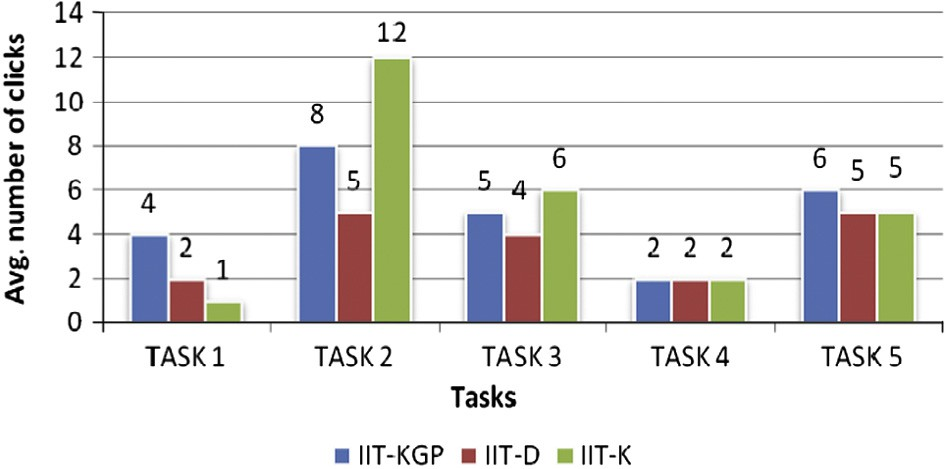 14
12
10
8
6
4
2
0
Avg. number of clicks
4
2
1
8
5
12
5
4
6
2
2
2
6
5
5
TASK 1
TASK 2
TASK 3
TASK 4
TASK 5
Tasks
IIT-KGP
IIT-D
IIT-K